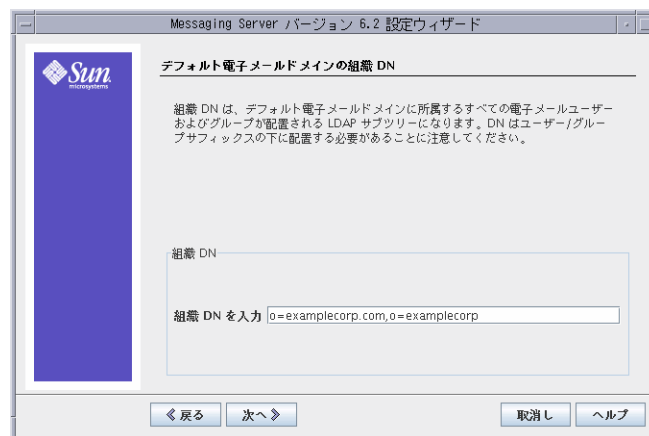 Messaging Server バージョン 6.2 設定ウィザード
Sun
microsystems
デフォルト電子メールドメインの組織 DN
組織 DN は、デフォルト電子メールドメインに所属するすべての電子メールユーザー
およびグループが配置される LDAP サブツリーになります。DN はユーザー/グルー
プサフィックスの下に配置する必要があることに注意してください。
組織 DN
組織 DN を入力 o=examplecorp.com,o=examplecorp
≪戻る 次へ≫ 取消し ヘルプ